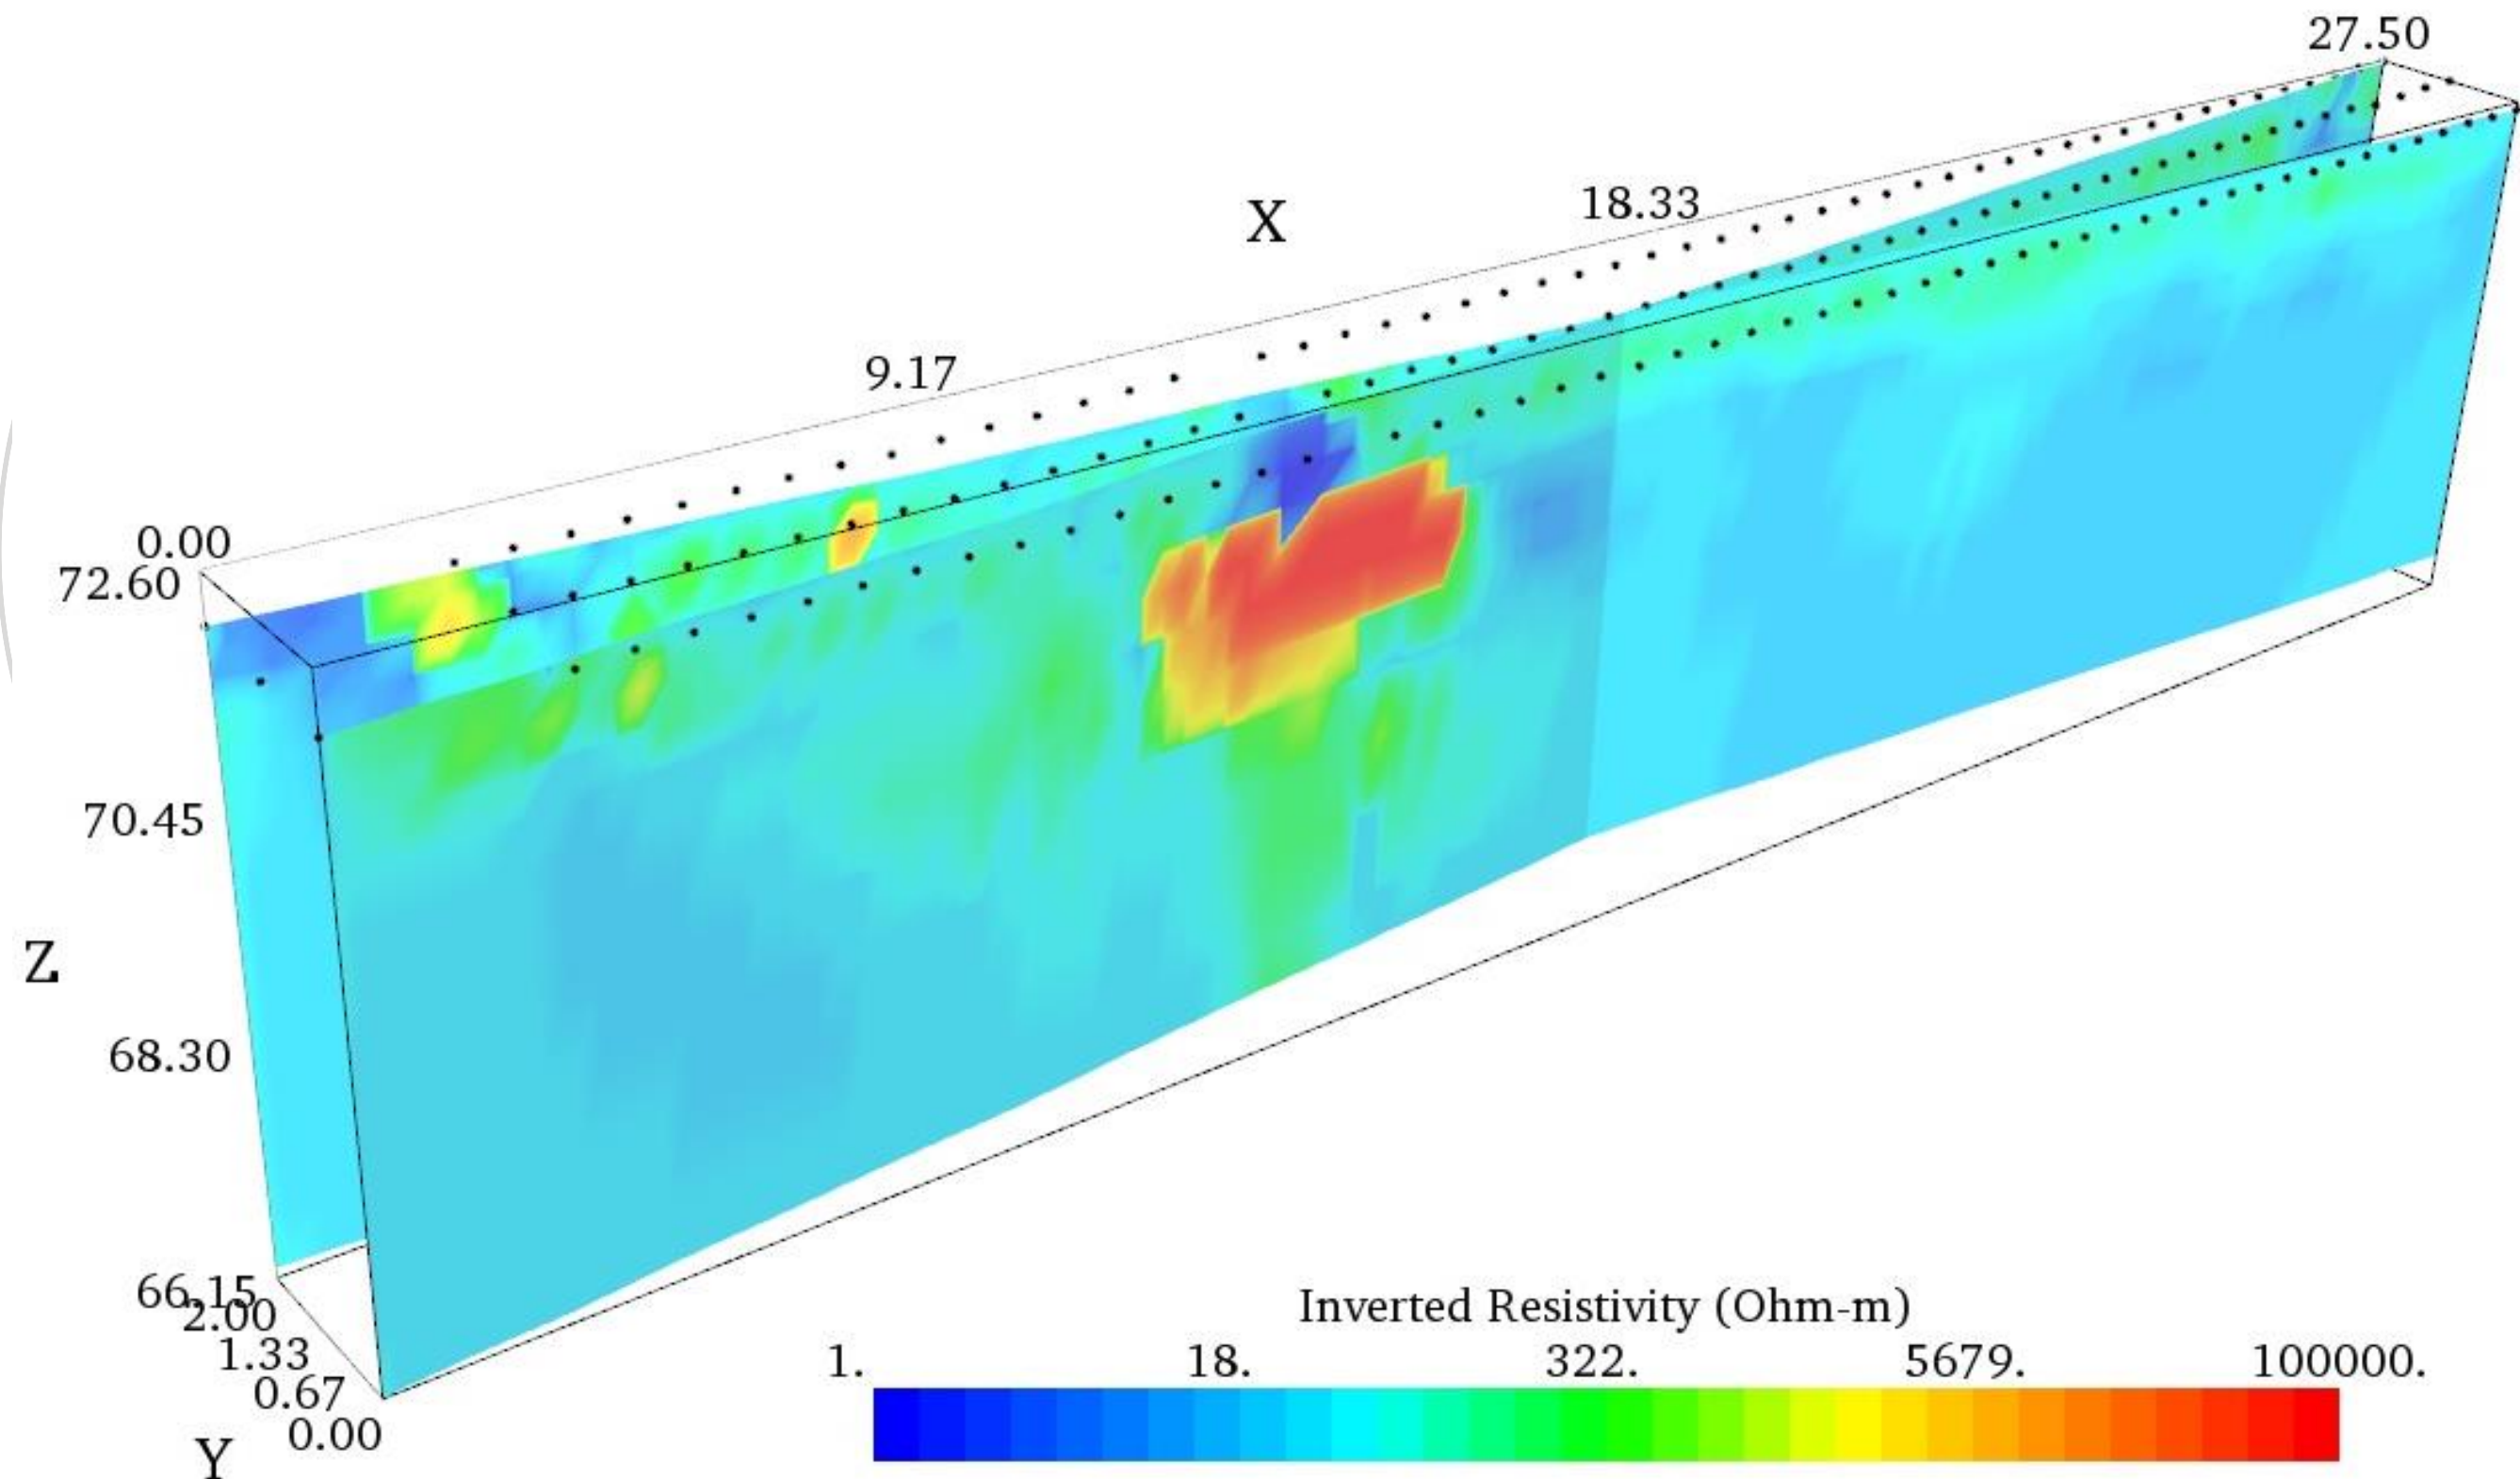 27.50
18.33
X
9.17
0.00
72.60
70.45
Z
68.30
66.15
2.00
1.33
0.67
0.00
Y
Inverted Resistivity (Ohm-m)
1. 18. 322. 5679. 100000.